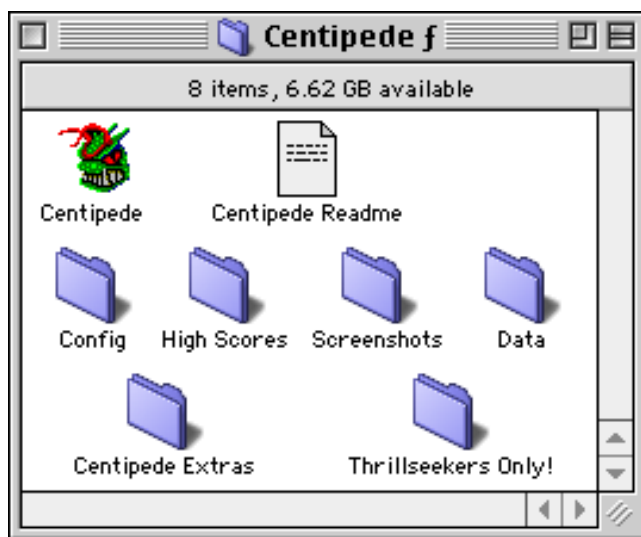 Centipede ƒ
8 items, 6.62 GB available
Centipede Centipede Readme
Config High Scores Screenshots Data
Centipede Extras Thrillseekers Only!